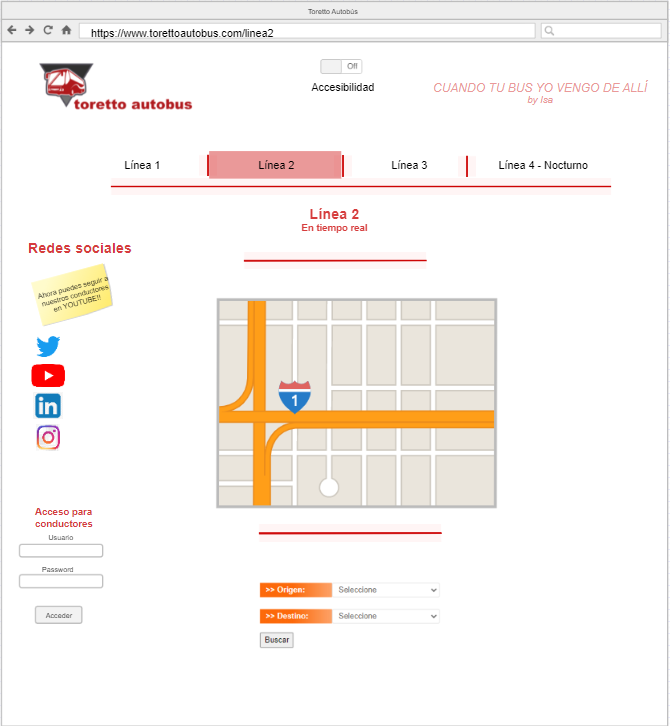 Toretto Autobús
https://www.torettoautobus.com/linea2
Off
toretto autobus
Accesibilidad
CUANDO TU BUS YO VENGO DE ALLÍ
by Isa
Línea 1
Línea 2
Línea 3
Línea 4 - Nocturno
Línea 2
En tiempo real
Redes sociales
Ahora puedes seguir a
nuestros conductores
en YOUTUBE!!
1
Acceso para
conductores
Usuario
Password
Acceder
>> Origen: Seleccione
>> Destino: Seleccione
Buscar